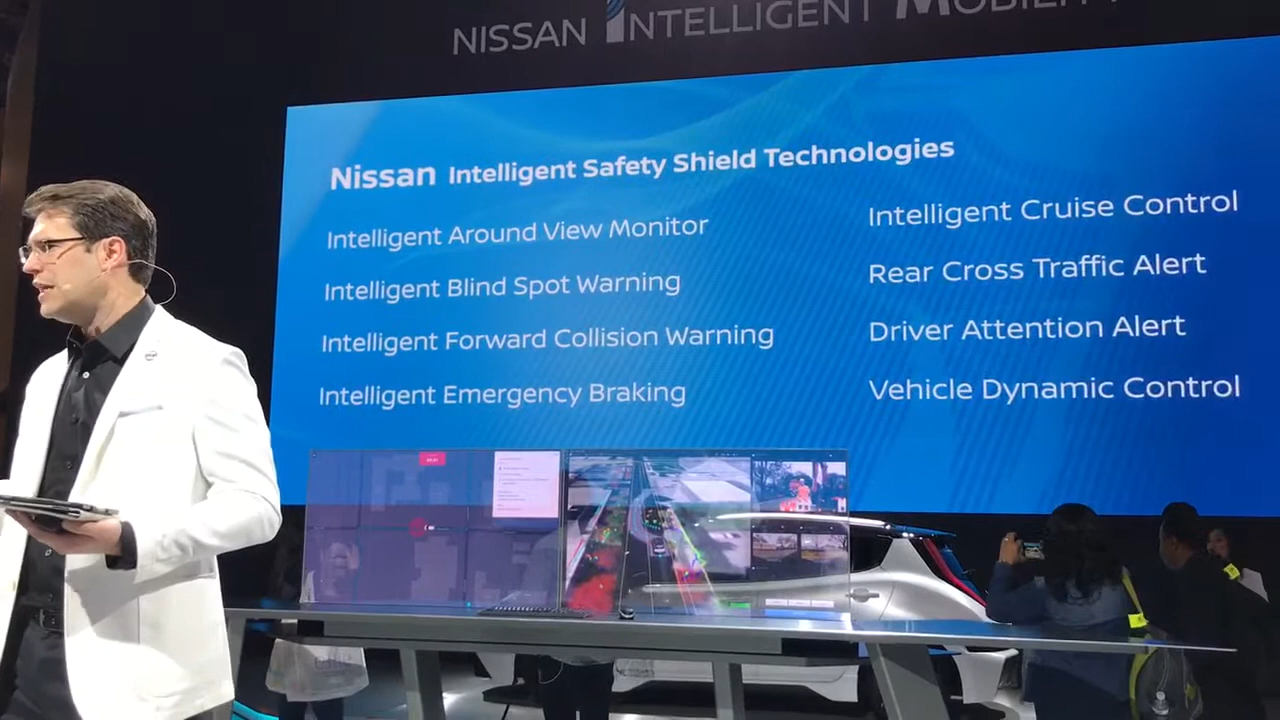 NISSAN INTELLIGENT MOBILITY
Nissan Intelligent Safety Shield Technologies
Intelligent Around View Monitor
Intelligent Blind Spot Warning
Intelligent Forward Collision Warning
Intelligent Emergency Braking
Intelligent Cruise Control
Rear Cross Traffic Alert
Driver Attention Alert
Vehicle Dynamic Control